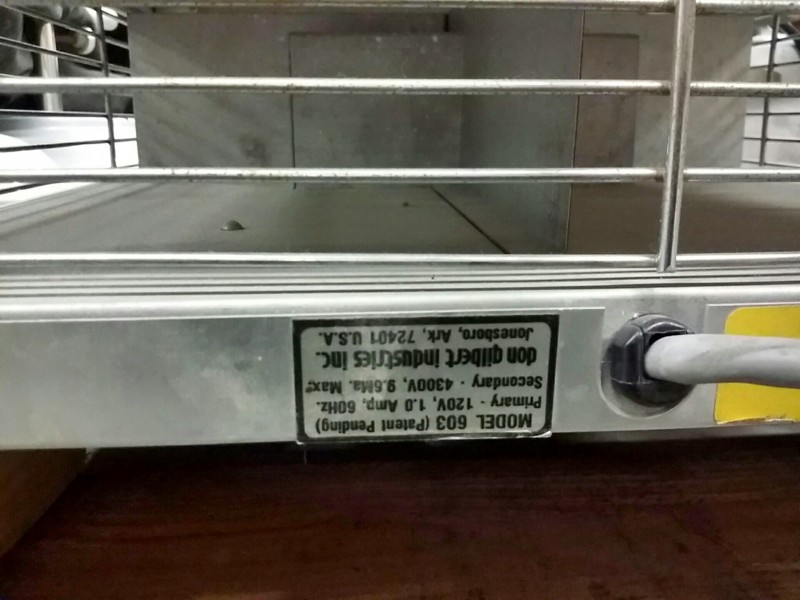 MODEL 603 (Patent Pending)
Primary - 120V, 1.0 Amp, 60Hz.
Secondary - 4300V, 9.6Ma. Max.
don gilbert industries inc.
Jonesboro, Ark, 72401 U.S.A.